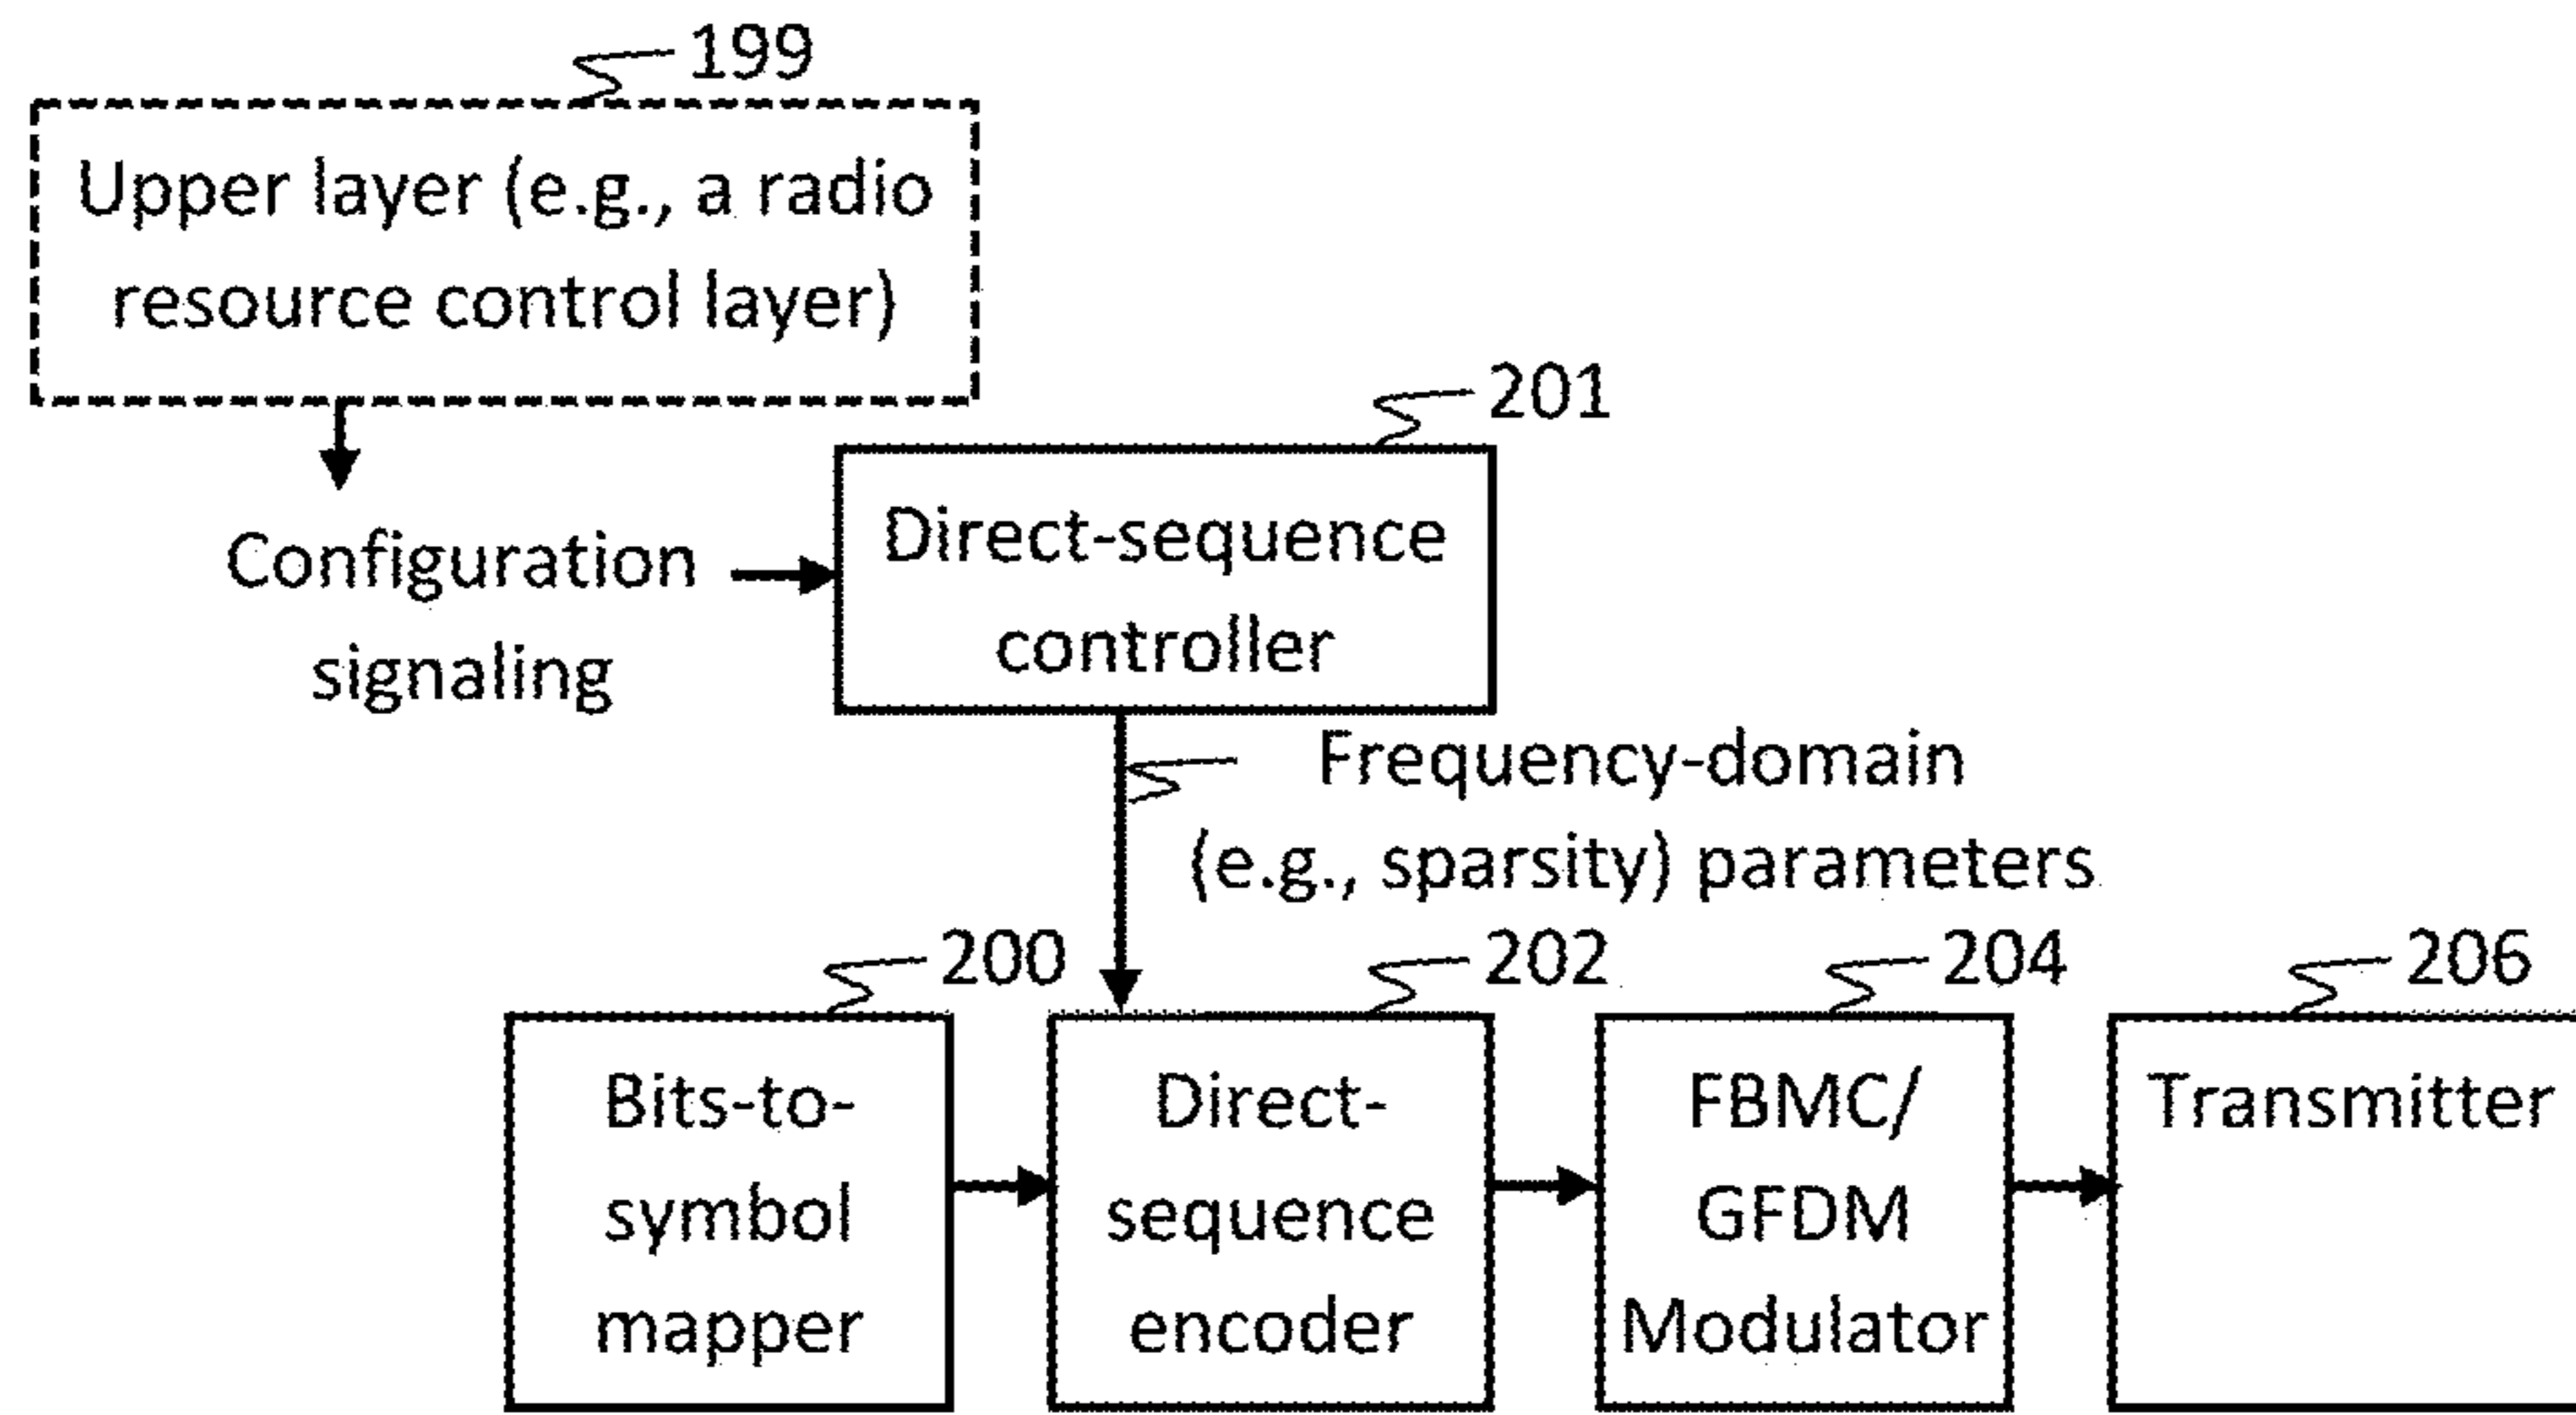 199
Upper layer (e.g., a radio
resource control layer)
201
Configuration
signaling
Direct-sequence
controller
Frequency-domain
(e.g., sparsity) parameters
200
202
204
206
Bits-to-
symbol
mapper
Direct-
sequence
encoder
FBMC/
GFDM
Modulator
Transmitter